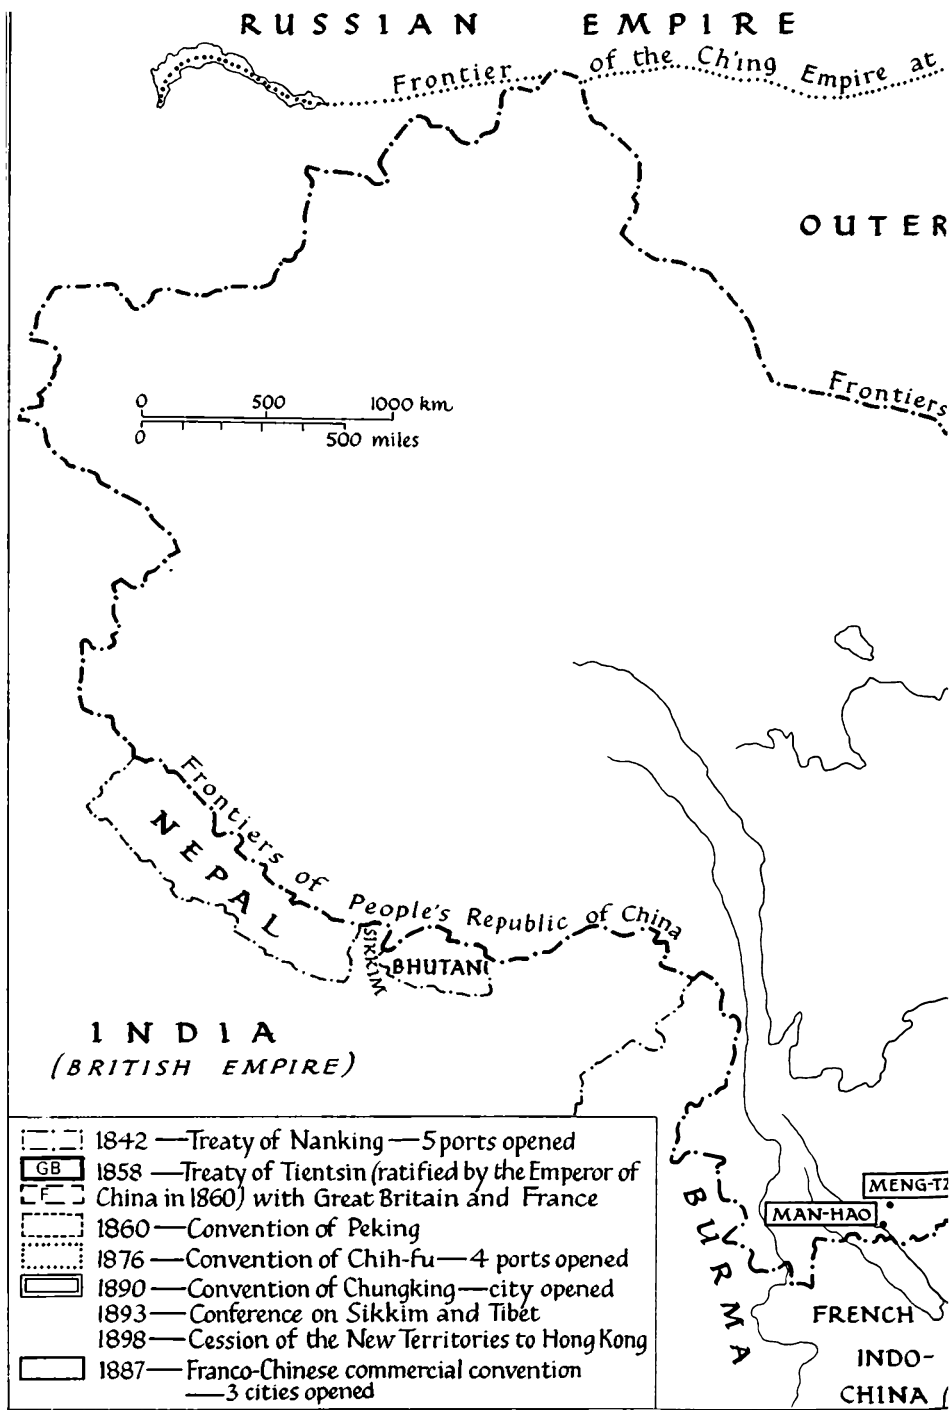 RUSSIAN EMPIRE
Frontier of the Ch'ing Empire at
OUTER
Frontiers
0 500 1000 km
0 500 miles
Frontiers of People's Republic of China
NEPAL
SIKKIM
BHUTAN
INDIA
(BRITISH EMPIRE)
BURMA
MENG-TZ
MAN-HAO
FRENCH
INDO-
CHINA (
1842 — Treaty of Nanking — 5 ports opened
GB 1858 — Treaty of Tientsin (ratified by the Emperor of
F China in 1860) with Great Britain and France
1860 — Convention of Peking
1876 — Convention of Chih-fu — 4 ports opened
1890 — Convention of Chungking — city opened
1893 — Conference on Sikkim and Tibet
1898 — Cession of the New Territories to Hong Kong
1887 — Franco-Chinese commercial convention
— 3 cities opened